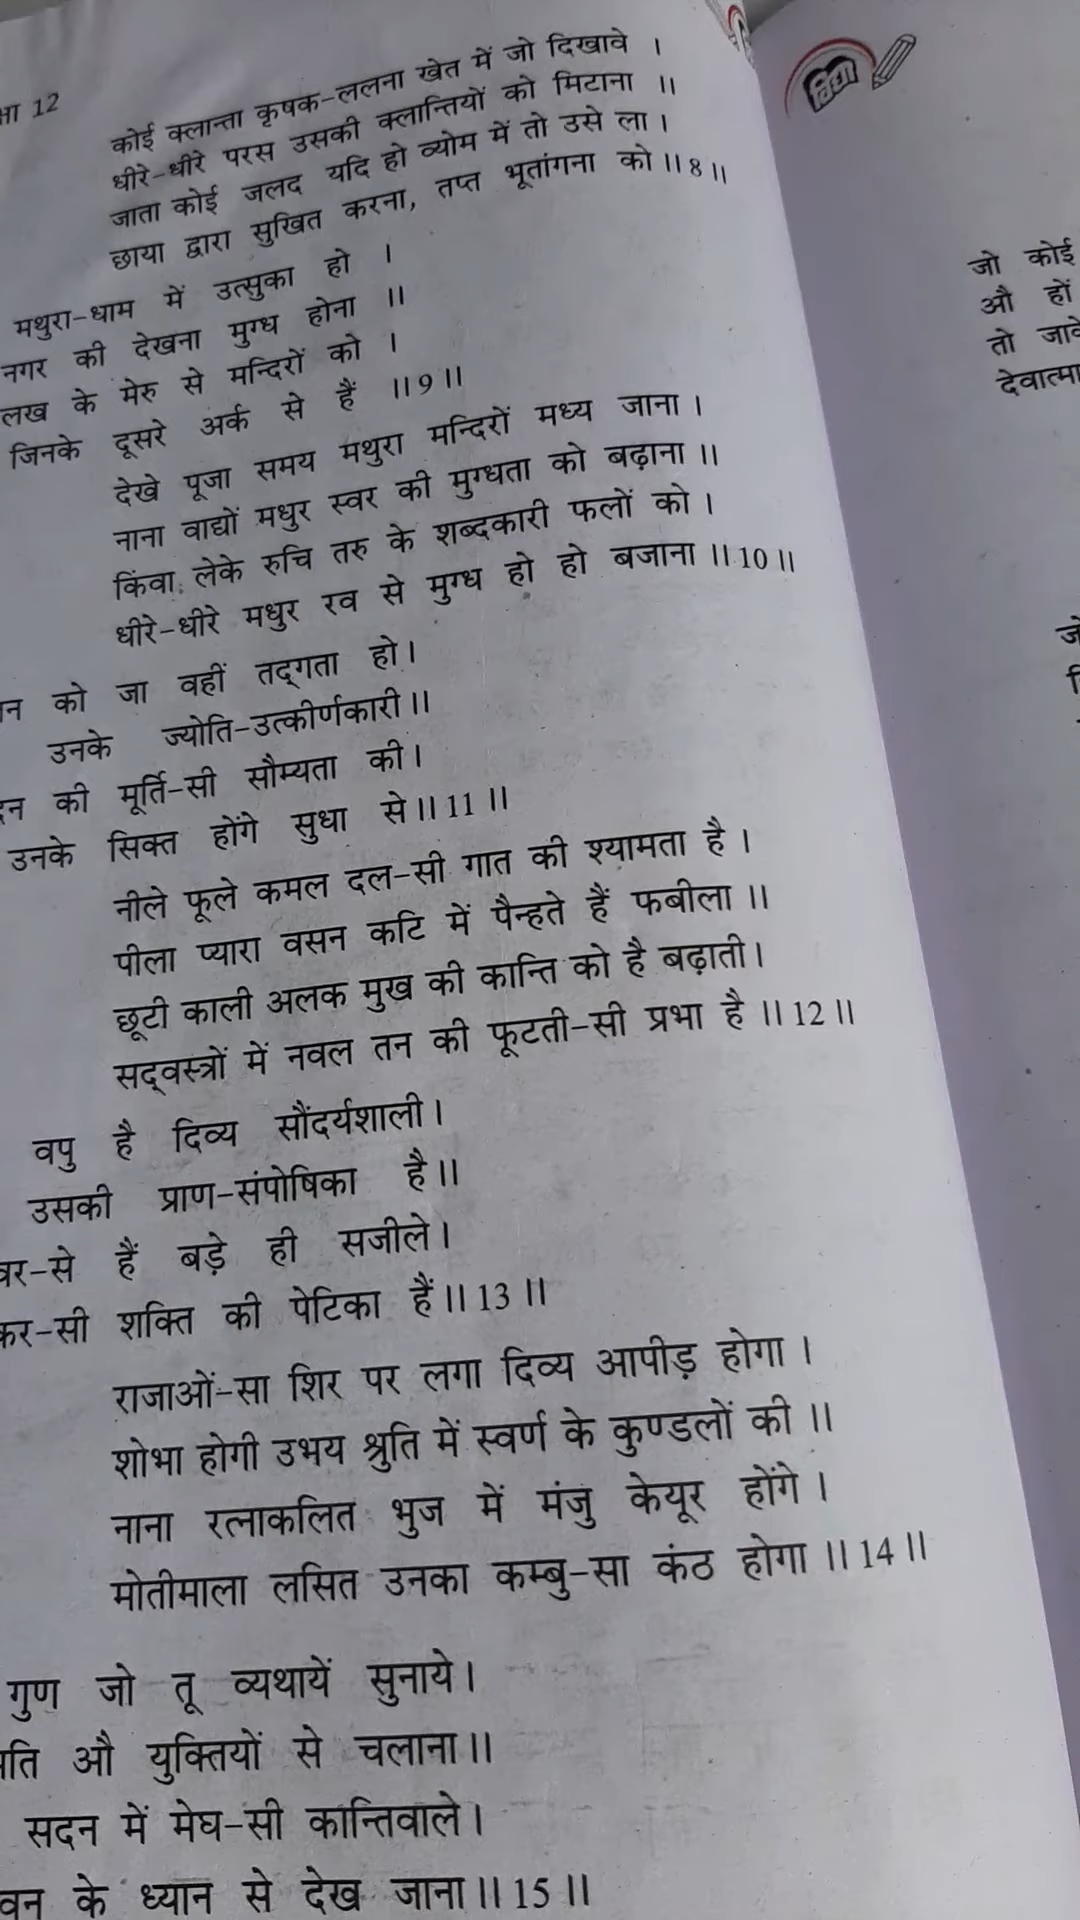 12
कोई क्लान्ता कृषक-ललना खेत में जो दिखावे ।
धीरे-धीरे परस उसकी क्लान्तियों को मिटाना ॥
जाता कोई जलद यदि हो व्योम में तो उसे ला ।
छाया द्वारा सुखित करना, तप्त भूतांगना को ॥ 8 ॥
मथुरा-धाम में उत्सुका हो ।
नगर की देखना मुग्ध होना ॥
लख के मेरु से मन्दिरों को ।
जिनके दूसरे अर्क से हैं ॥ 9 ॥
देखे पूजा समय मथुरा मन्दिरों मध्य जाना ।
नाना वाद्यों मधुर स्वर की मुग्धता को बढ़ाना ॥
किंवा लेके रुचि तरु के शब्दकारी फलों को ।
धीरे-धीरे मधुर रव से मुग्ध हो हो बजाना ॥ 10 ॥
को जा वहीं तद्‌गता हो ।
उनके ज्योति-उत्कीर्णकारी ॥
की मूर्ति-सी सौम्यता की ।
उनके सिक्त होंगे सुधा से ॥ 11 ॥
नीले फूले कमल दल-सी गात की श्यामता है ।
पीला प्यारा वसन कटि में पैन्हते हैं फबीला ॥
छूटी काली अलक मुख की कान्ति को है बढ़ाती ।
सद्‌वस्त्रों में नवल तन की फूटती-सी प्रभा है ॥ 12 ॥
वपु है दिव्य सौंदर्यशाली ।
उसकी प्राण-संपोषिका है ॥
-से हैं बड़े ही सजीले ।
कर-सी शक्ति की पेटिका हैं ॥ 13 ॥
राजाओं-सा शिर पर लगा दिव्य आपीड़ होगा ।
शोभा होगी उभय श्रुति में स्वर्ण के कुण्डलों की ॥
नाना रत्नाकलित भुज में मंजु केयूर होंगे ।
मोतीमाला लसित उनका कम्बु-सा कंठ होगा ॥ 14 ॥
गुण जो तू व्यथायें सुनाये ।
औ युक्तियों से चलाना ॥
सदन में मेघ-सी कान्तिवाले ।
के ध्यान से देख जाना ॥ 15 ॥
विद्या
जो कोई
औ हों
तो जावे
देवात्मा